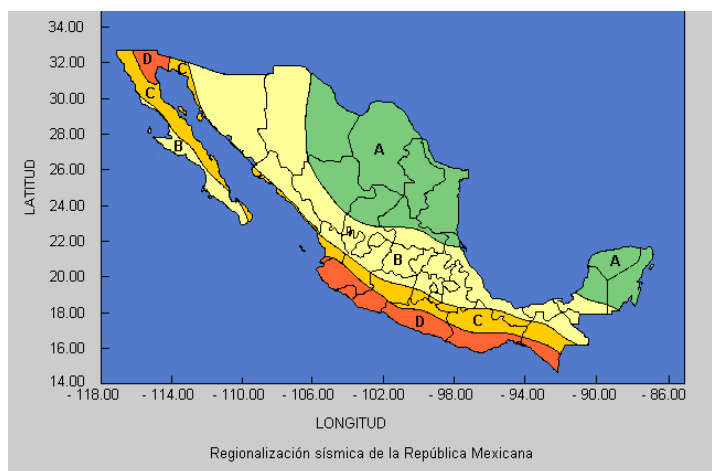 34.00
32.00
30.00
28.00
26.00
24.00
22.00
20.00
18.00
16.00
14.00
LATITUD
D
C
C
B
A
A
B
C
D
- 118.00 - 114.00 - 110.00 - 106.00 - 102.00 - 98.00 - 94.00 - 90.00 - 86.00
LONGITUD
Regionalización sísmica de la República Mexicana